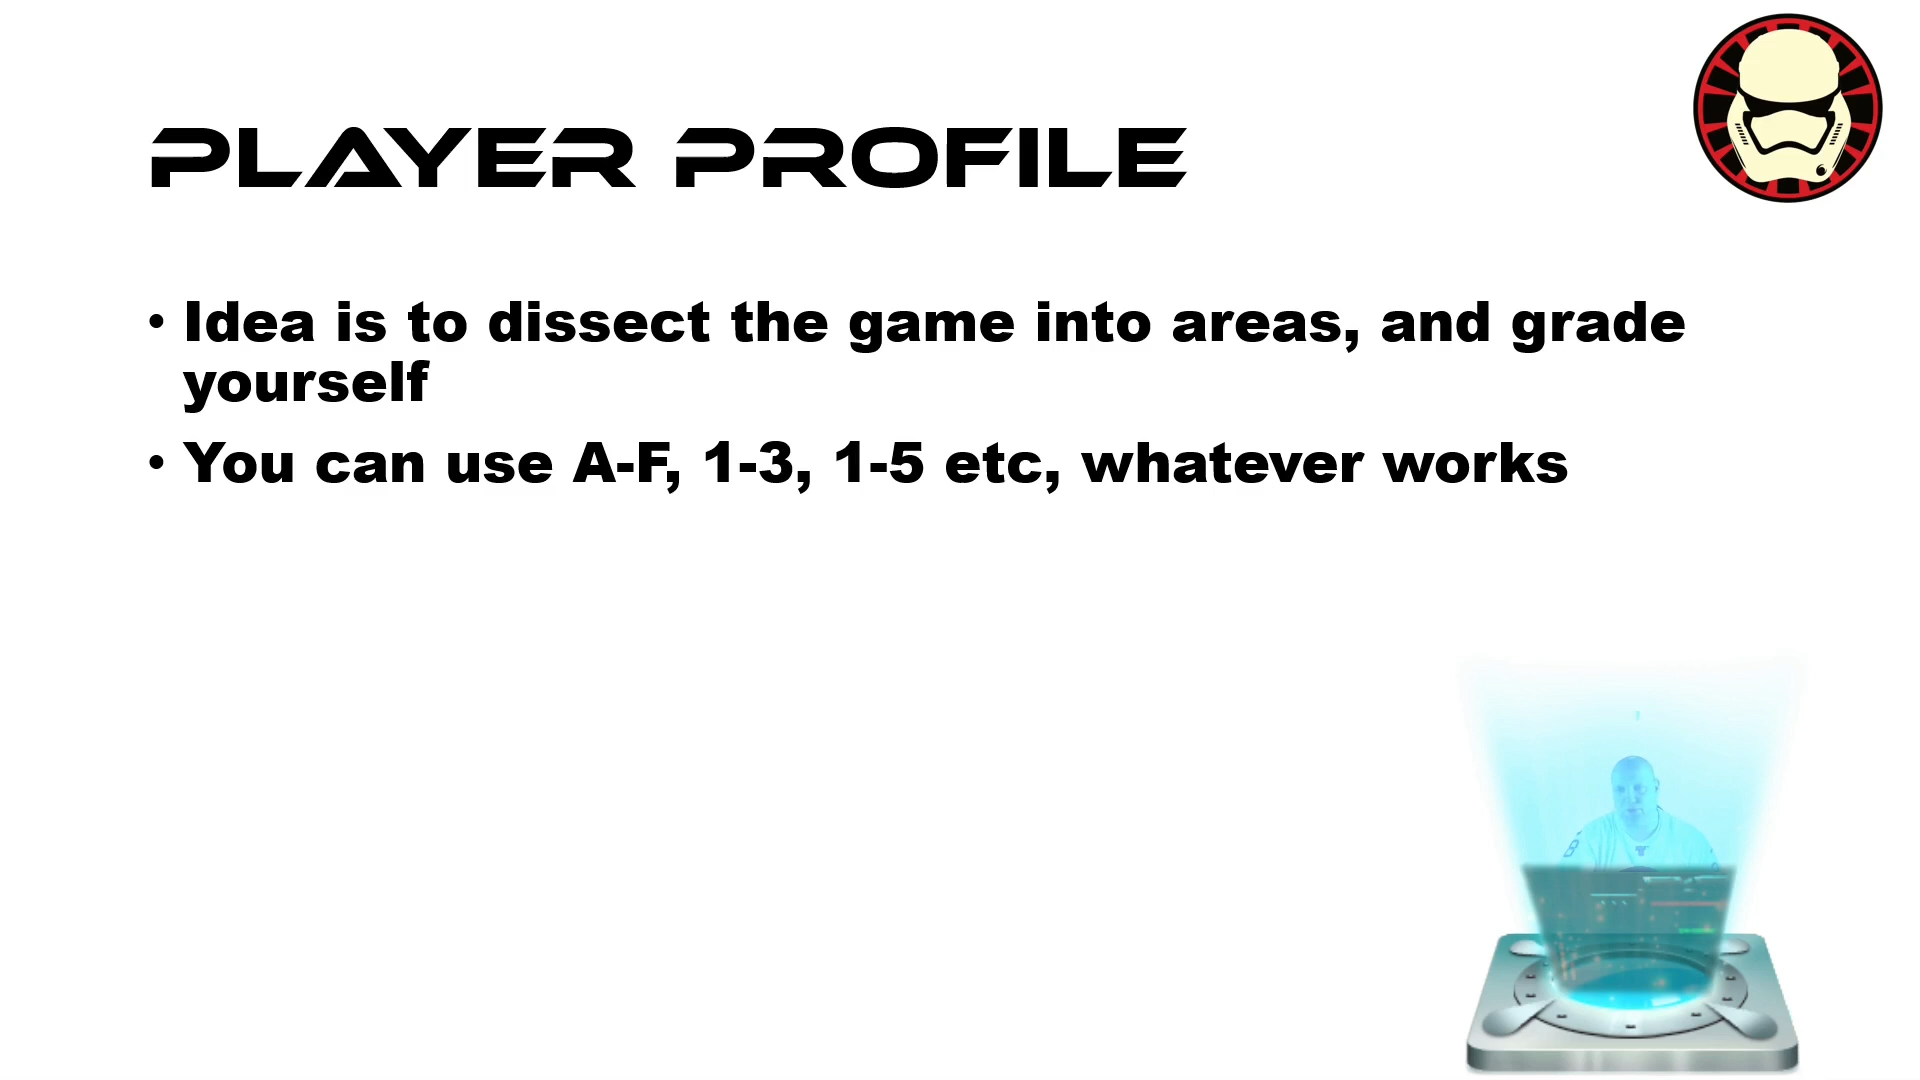 PLAYER PROFILE
• Idea is to dissect the game into areas, and grade
yourself
• You can use A-F, 1-3, 1-5 etc, whatever works